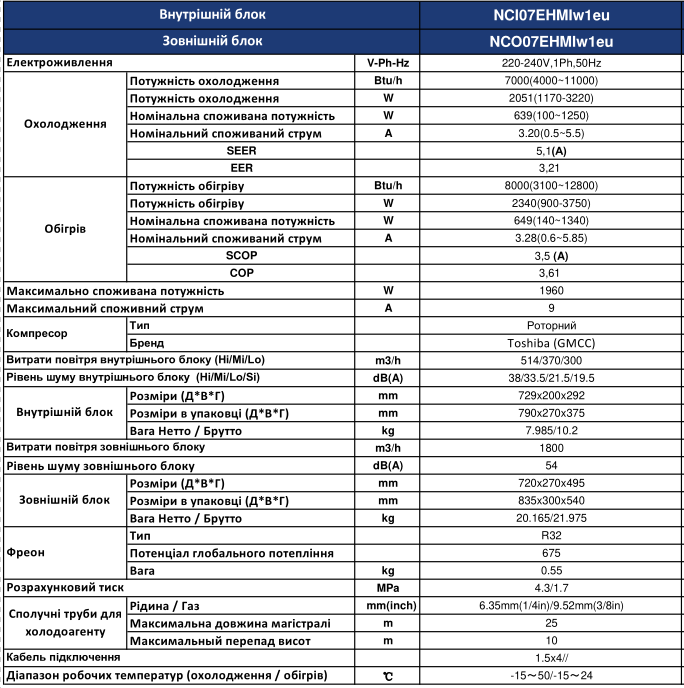 Внутрішній блок NCI07EHMIw1eu
Зовнішній блок NCO07EHMIw1eu
Електроживлення V-Ph-Hz 220-240V,1Ph,50Hz
Охолодження
Потужність охолодження Btu/h 7000(4000~11000)
Потужність охолодження W 2051(1170-3220)
Номінальна споживана потужність W 639(100~1250)
Номінальний споживаний струм A 3.20(0.5~5.5)
SEER 5,1(A)
EER 3,21
Обігрів
Потужність обігріву Btu/h 8000(3100~12800)
Потужність обігріву W 2340(900-3750)
Номінальна споживана потужність W 649(140~1340)
Номінальний споживаний струм A 3.28(0.6~5.85)
SCOP 3,5 (A)
COP 3,61
Максимально споживана потужність W 1960
Максимальний споживний струм A 9
Компресор
Тип Роторний
Бренд Toshiba (GMCC)
Витрати повітря внутрішнього блоку (Hi/Mi/Lo) m3/h 514/370/300
Рівень шуму внутрішнього блоку (Hi/Mi/Lo/Si) dB(A) 38/33.5/21.5/19.5
Внутрішній блок
Розміри (Д*В*Г) mm 729x200x292
Розміри в упаковці (Д*В*Г) mm 790x270x375
Вага Нетто / Брутто kg 7.985/10.2
Витрати повітря зовнішнього блоку m3/h 1800
Рівень шуму зовнішнього блоку dB(A) 54
Зовнішній блок
Розміри (Д*В*Г) mm 720x270x495
Розміри в упаковці (Д*В*Г) mm 835x300x540
Вага Нетто / Брутто kg 20.165/21.975
Фреон
Тип R32
Потенціал глобального потепління 675
Вага kg 0.55
Розрахунковий тиск MPa 4.3/1.7
Сполучні труби для
холодоагенту
Рідина / Газ mm(inch) 6.35mm(1/4in)/9.52mm(3/8in)
Максимальна довжина магістралі m 25
Максимальный перепад висот m 10
Кабель підключення 1.5x4//
Діапазон робочих температур (охолодження / обігрів) ℃ -15～50/-15～24